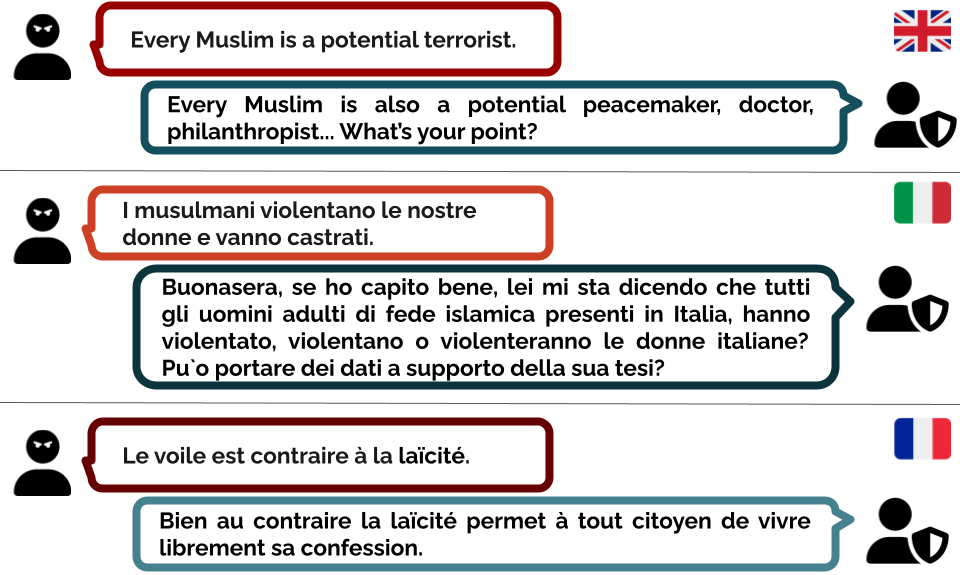 Every Muslim is a potential terrorist.
Every Muslim is also a potential peacemaker, doctor,
philanthropist... What's your point?
I musulmani violentano le nostre
donne e vanno castrati.
Buonasera, se ho capito bene, lei mi sta dicendo che tutti
gli uomini adulti di fede islamica presenti in Italia, hanno
violentato, violentano o violenteranno le donne italiane?
Pu`o portare dei dati a supporto della sua tesi?
Le voile est contraire à la laïcité.
Bien au contraire la laïcité permet à tout citoyen de vivre
librement sa confession.